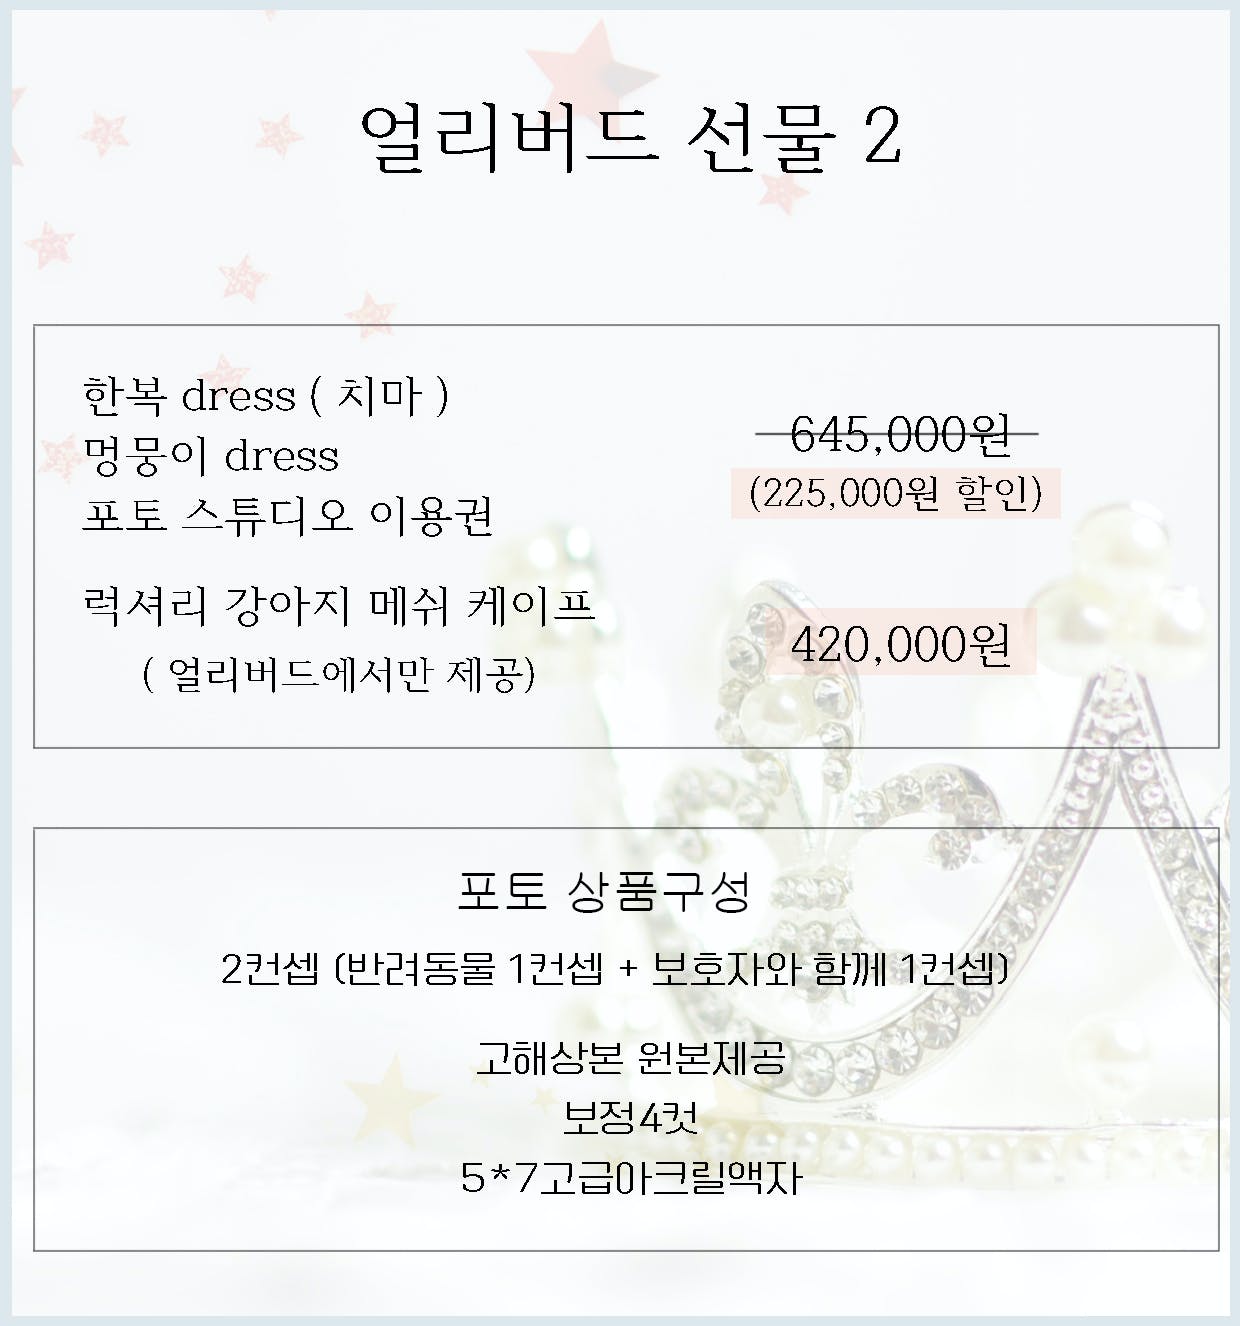 얼리버드 선물 2
한복 dress ( 치마 )
멍뭉이 dress
포토 스튜디오 이용권
럭셔리 강아지 메쉬 케이프
( 얼리버드에서만 제공)
645,000원
(225,000원 할인)
420,000원
포토 상품구성
2컨셉 (반려동물 1컨셉 + 보호자와 함께 1컨셉)
고해상본 원본제공
보정4컷
5*7고급아크릴액자